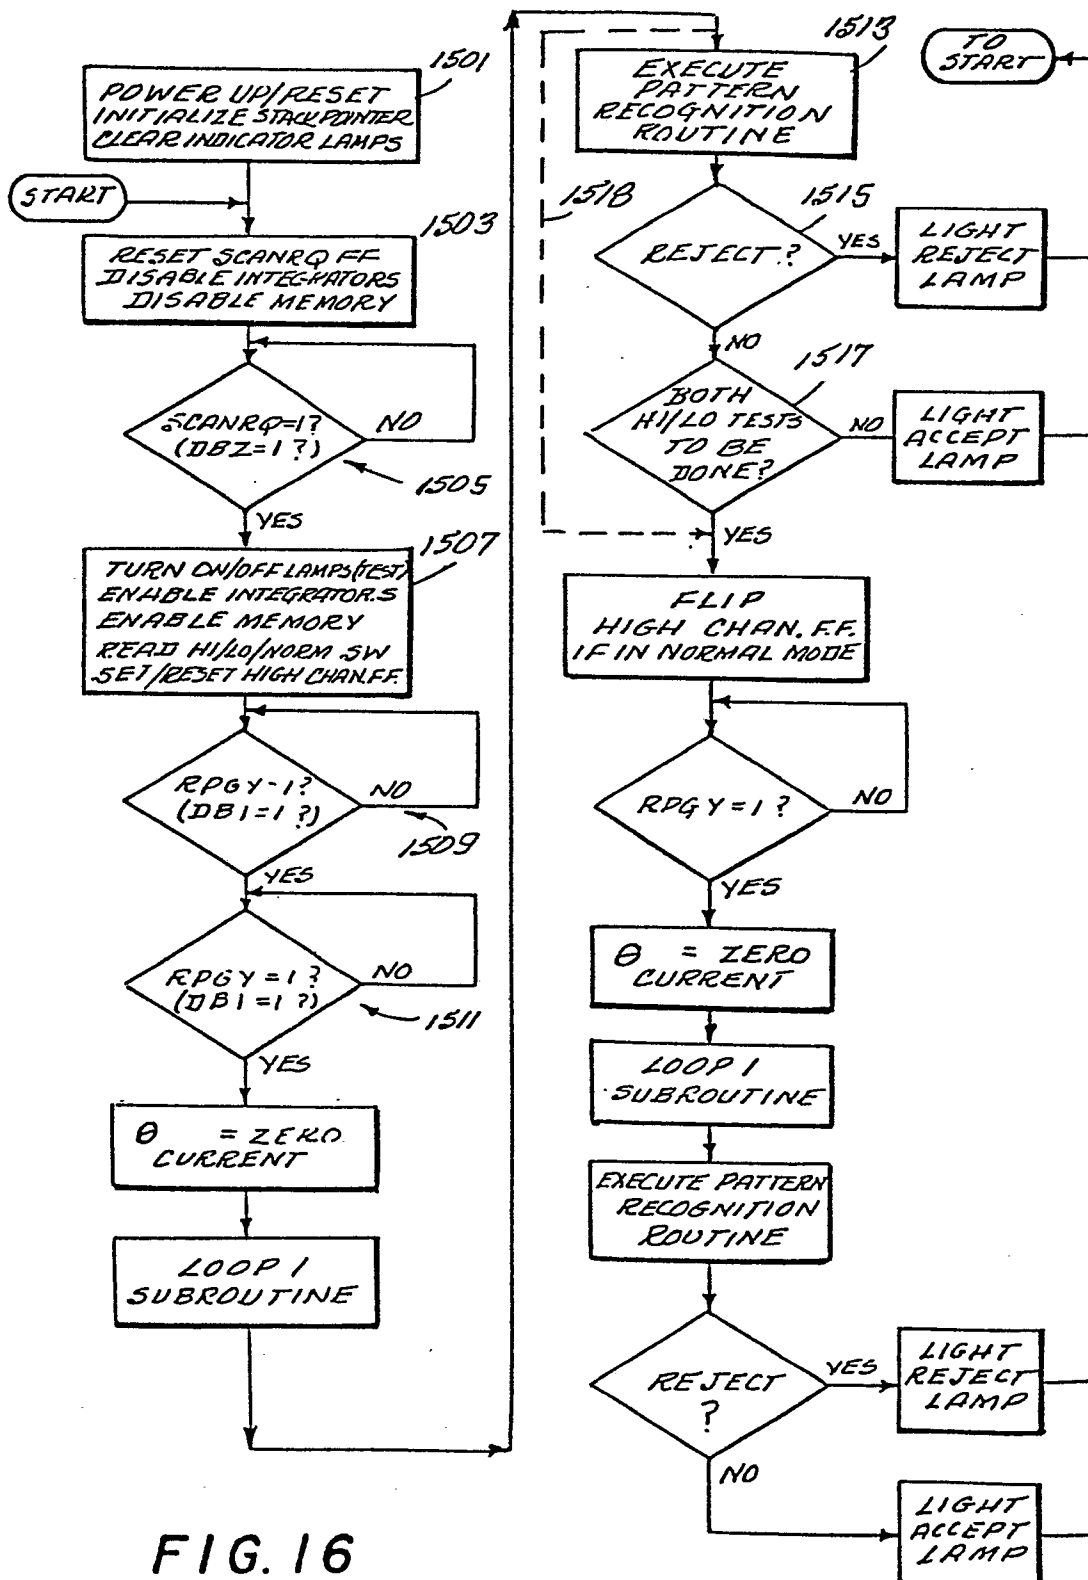 1501
POWER UP/RESET
INITIALIZE STACK POINTER
CLEAR INDICATOR LAMPS
START
1503
RESET SCANRQ FF
DISABLE INTEGRATORS
DISABLE MEMORY
SCANRQ=1?
(DBZ=1?)
NO
1505
YES
1507
TURN ON/OFF LAMPS (TEST)
ENABLE INTEGRATORS
ENABLE MEMORY
READ HI/LO/NORM SW
SET/RESET HIGH CHAN.FF.
RPGY-1?
(DB1=1?)
NO
1509
YES
RPGY=1?
(DB1=1?)
NO
1511
YES
θ = ZERO
CURRENT
LOOP 1
SUBROUTINE
1513
EXECUTE
PATTERN
RECOGNITION
ROUTINE
TO
START
1518
1515
REJECT?
YES
LIGHT
REJECT
LAMP
NO
1517
BOTH
HI/LO TESTS
TO BE
DONE?
NO
LIGHT
ACCEPT
LAMP
YES
FLIP
HIGH CHAN. F.F.
IF IN NORMAL MODE
RPGY=1?
NO
YES
θ = ZERO
CURRENT
LOOP 1
SUBROUTINE
EXECUTE PATTERN
RECOGNITION
ROUTINE
REJECT
?
YES
LIGHT
REJECT
LAMP
NO
LIGHT
ACCEPT
LAMP
FIG. 16